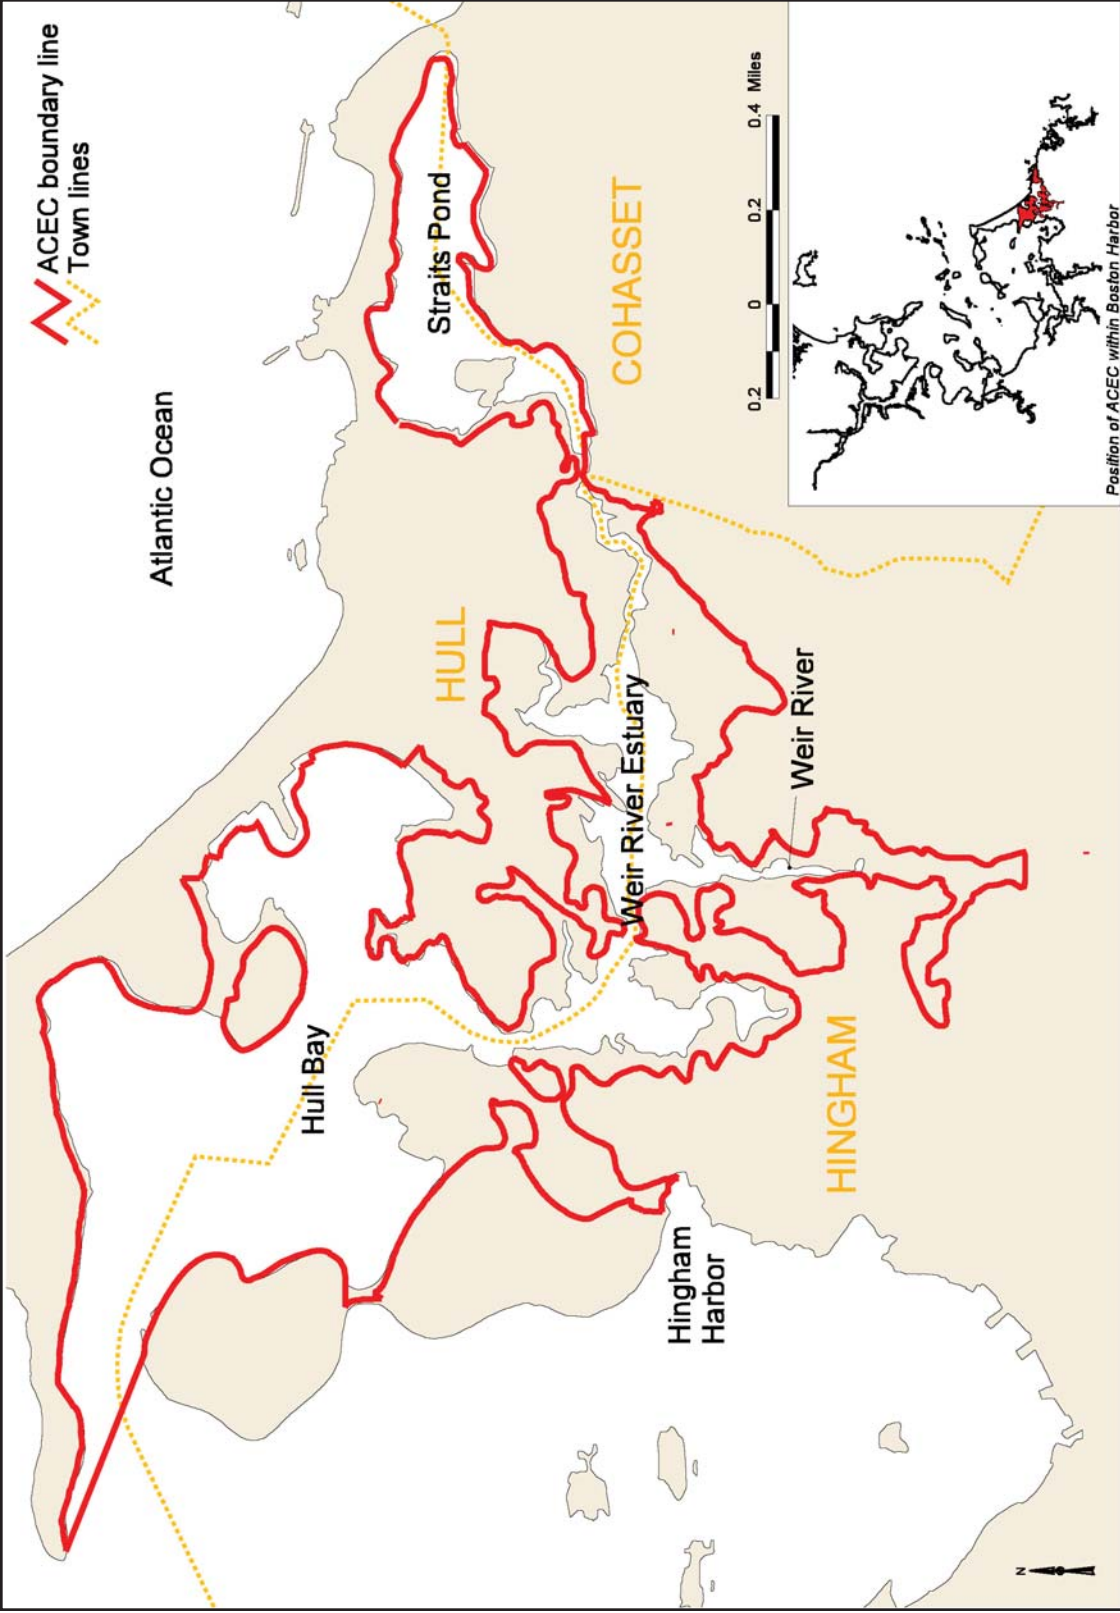 ACEC boundary line
Town lines
Atlantic Ocean
Straits Pond
COHASSET
HULL
Hull Bay
Weir River Estuary
Weir River
HINGHAM
Hingham
Harbor
0.2 0 0.2 0.4 Miles
Position of ACEC within Boston Harbor
N